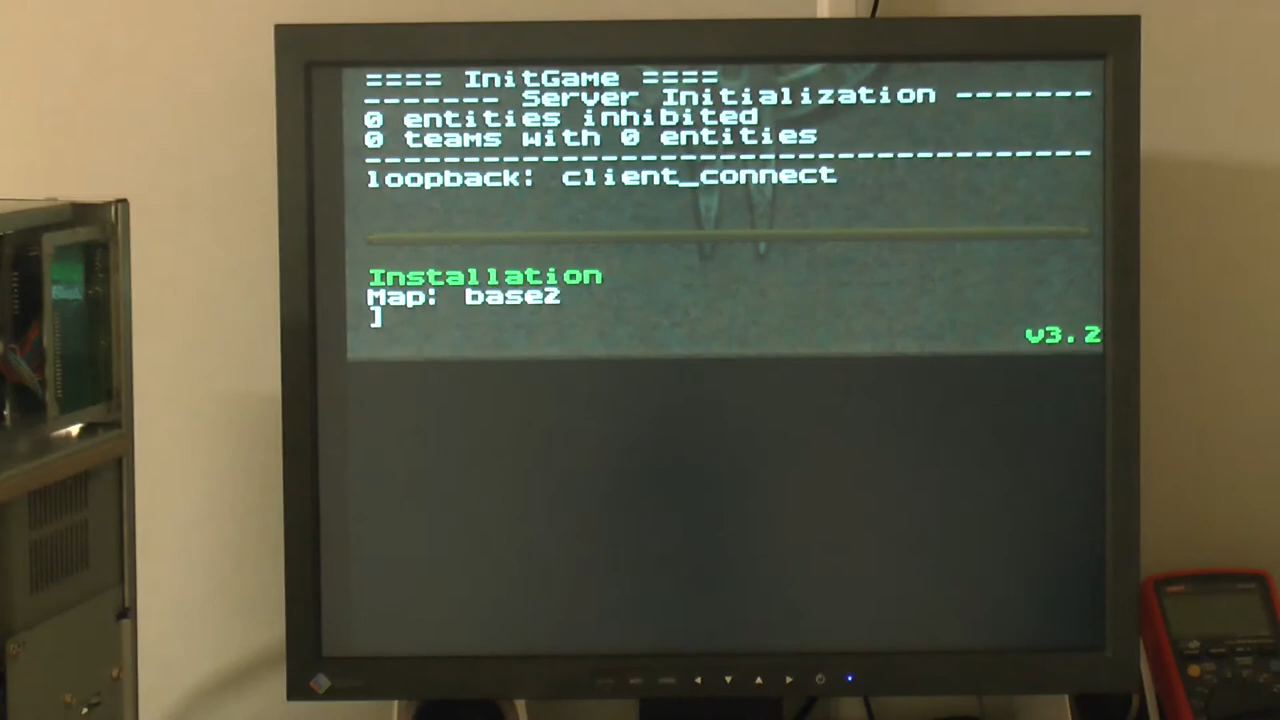 ==== InitGame ====
------- Server Initialization -------
0 entities inhibited
0 teams with 0 entities
-------------------------------------
loopback: client_connect
Installation
Map: base2
]
v3.2